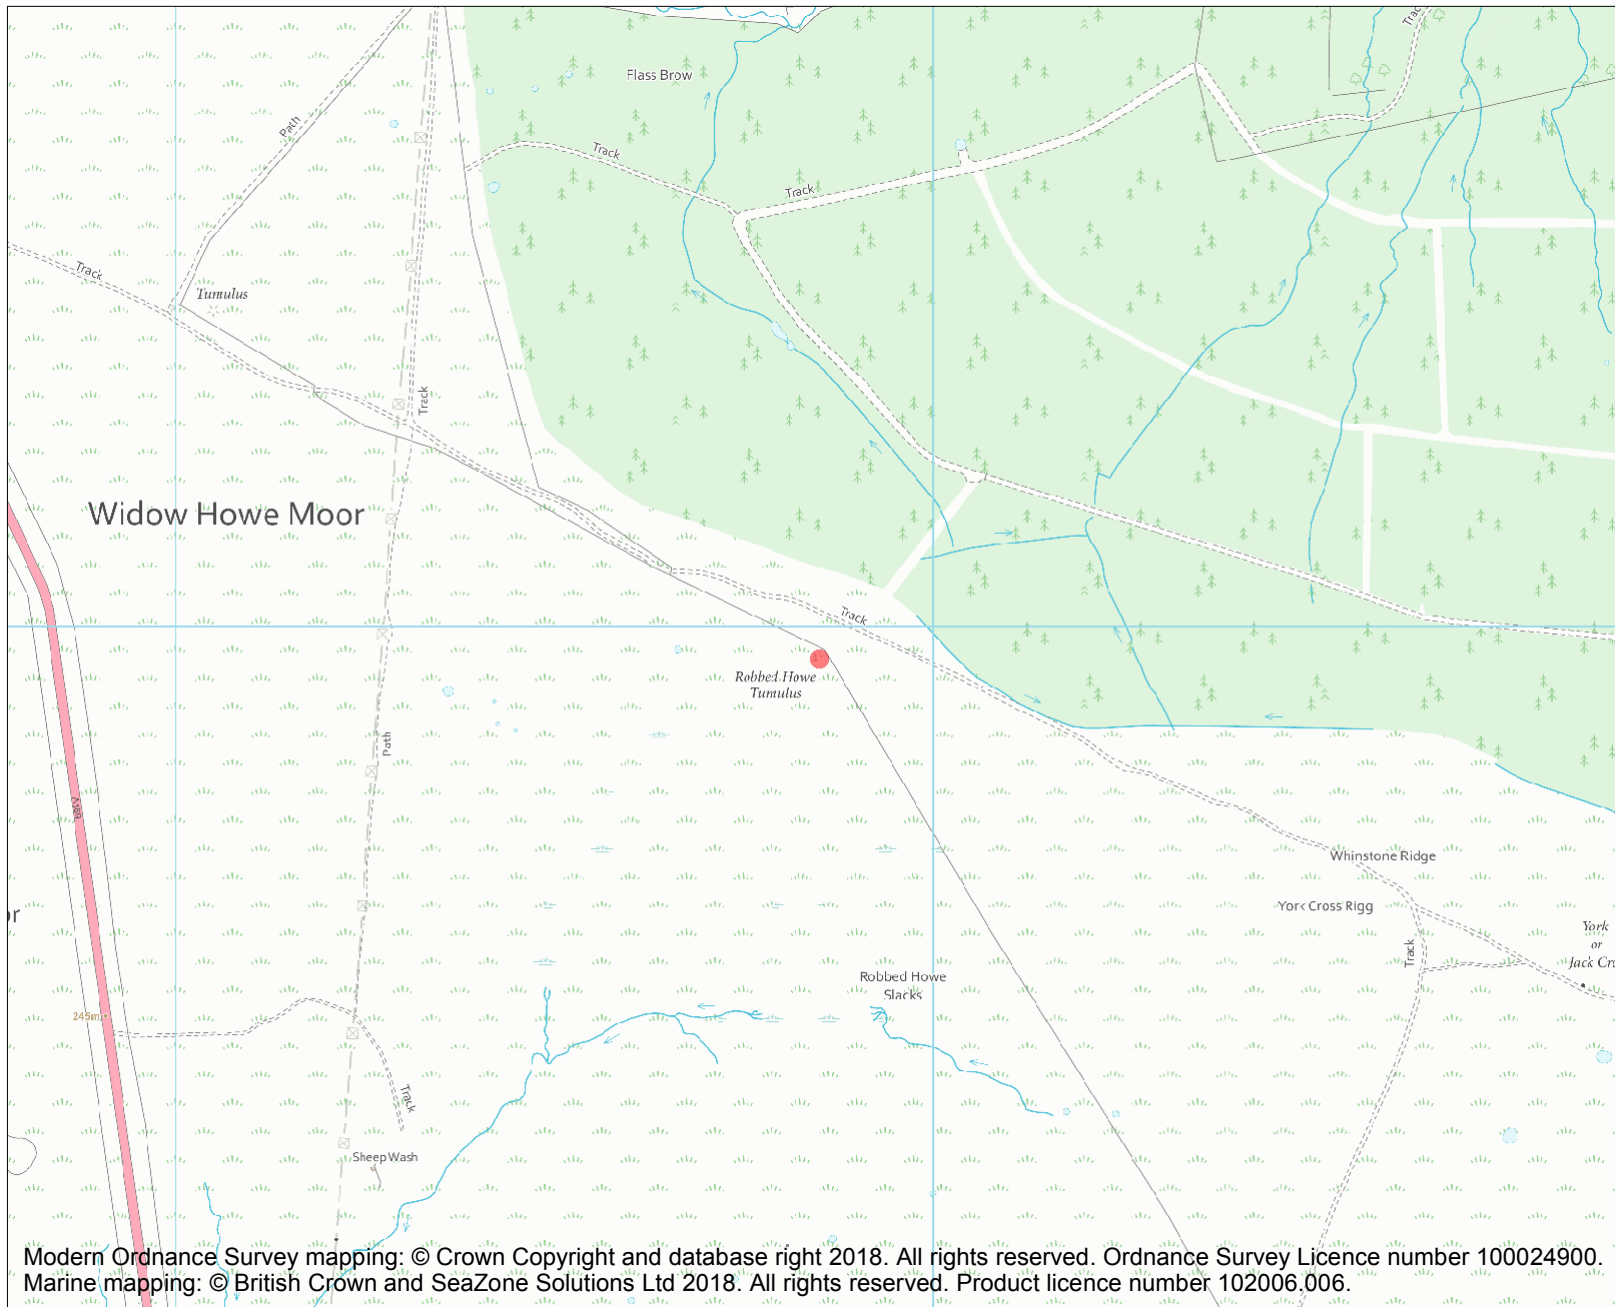 Track
Flass Brow
Path
Track
Track
Track
Tumulus
Track
Widow Howe Moor
Track
Robbed Howe
Tumulus
Path
A169
Whinstone Ridge
York Cross Rigg
or
York
or
Jack Cro
Track
Robbed Howe
Slacks
245m
Track
Sheep Wash
Modern Ordnance Survey mapping: © Crown Copyright and database right 2018. All rights reserved. Ordnance Survey Licence number 100024900.
Marine mapping: © British Crown and SeaZone Solutions Ltd 2018. All rights reserved. Product licence number 102006,006.